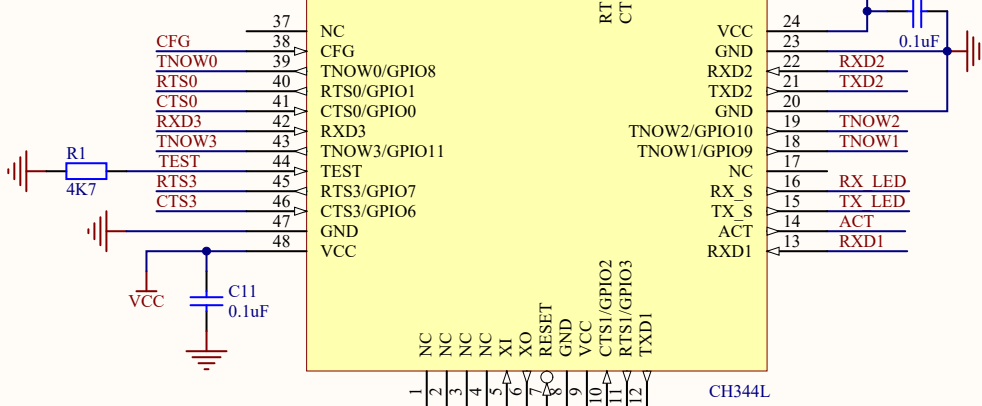 RT
CT
37
NC
CFG
38
CFG
TNOW0
39
TNOW0/GPIO8
RTS0
40
RTS0/GPIO1
CTS0
41
CTS0/GPIO0
RXD3
42
RXD3
TNOW3
43
TNOW3/GPIO11
R1
4K7
TEST
44
TEST
RTS3
45
RTS3/GPIO7
CTS3
46
CTS3/GPIO6
47
GND
48
VCC
VCC
C11
0.1uF
VCC
24
0.1uF
GND
23
RXD2
22
RXD2
TXD2
21
TXD2
GND
20
TNOW2/GPIO10
19
TNOW2
TNOW1/GPIO9
18
TNOW1
NC
17
RX_S
16
RX_LED
TX_S
15
TX_LED
ACT
14
ACT
RXD1
13
RXD1
NC
NC
NC
NC
XI
XO
RESET
GND
VCC
CTS1/GPIO2
RTS1/GPIO3
TXD1
1
2
3
4
5
6
7
8
9
10
11
12
CH344L